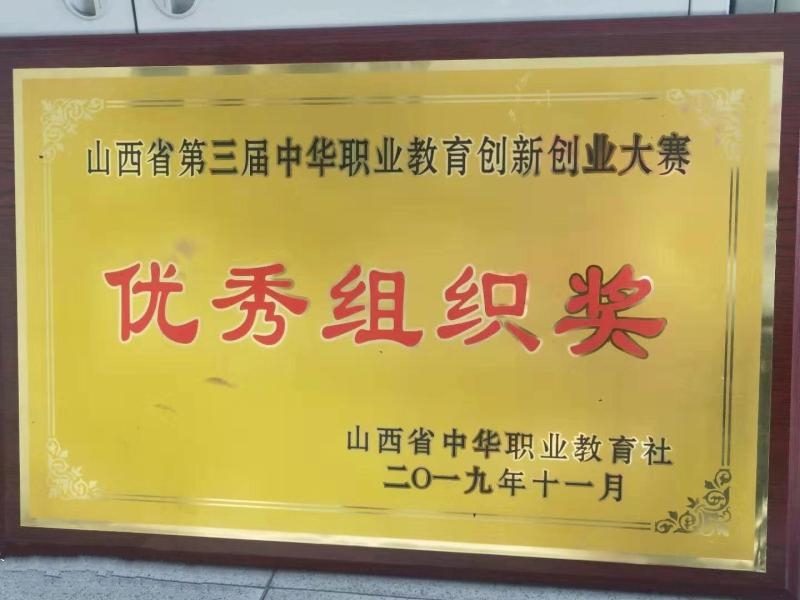 山西省第三届中华职业教育创新创业大赛
优秀组织奖
山西省中华职业教育社
二〇一九年十一月